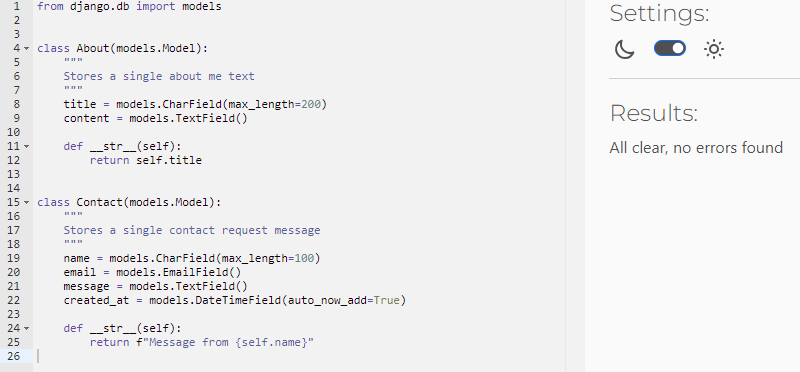 1 from django.db import models
2
3
4 class About(models.Model):
5     """
6     Stores a single about me text
7     """
8     title = models.CharField(max_length=200)
9     content = models.TextField()
10
11     def __str__(self):
12         return self.title
13
14
15 class Contact(models.Model):
16     """
17     Stores a single contact request message
18     """
19     name = models.CharField(max_length=100)
20     email = models.EmailField()
21     message = models.TextField()
22     created_at = models.DateTimeField(auto_now_add=True)
23
24     def __str__(self):
25         return f"Message from {self.name}"
26
Settings:
Results:
All clear, no errors found